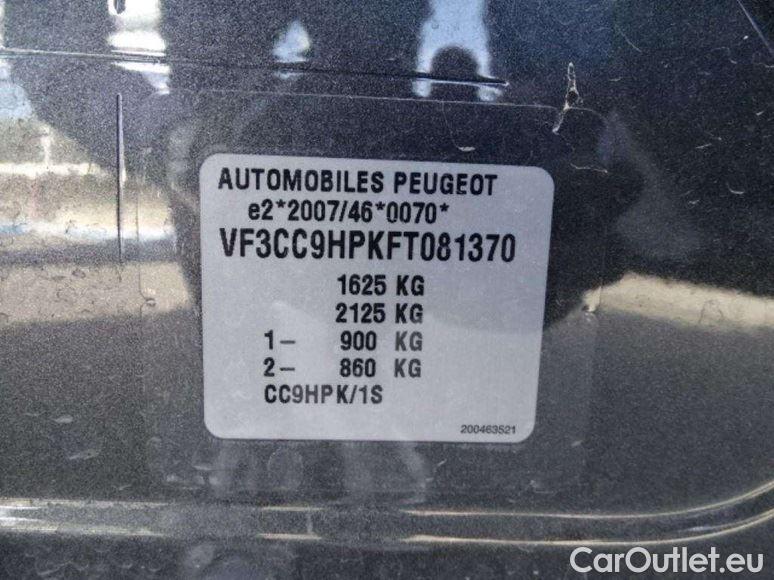 AUTOMOBILES PEUGEOT
e2*2007/46*0070*
VF3CC9HPKFT081370
1625 KG
2125 KG
1– 900 KG
2– 860 KG
CC9HPK/1S
200463521
CarOutlet.eu